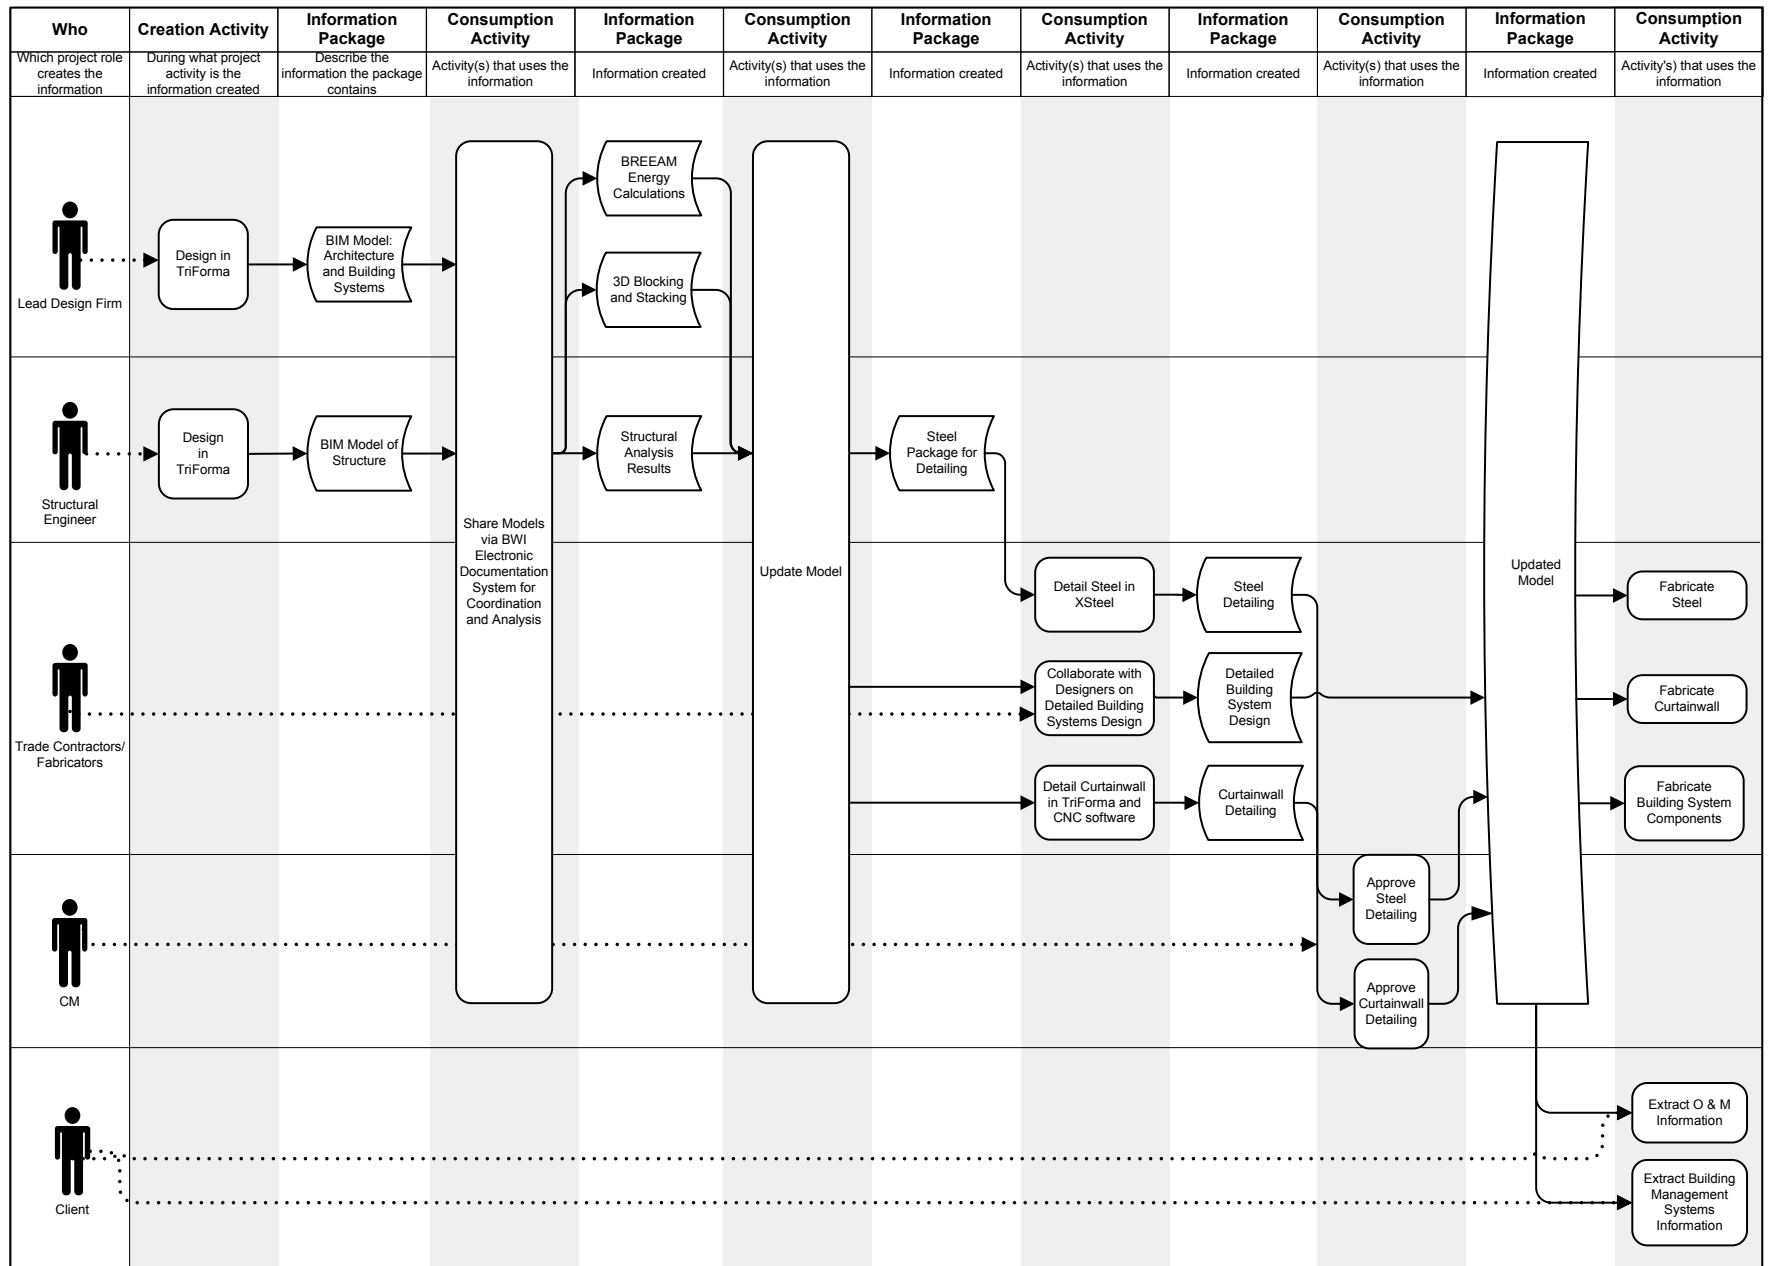 Who
Creation Activity
Information
Package
Consumption
Activity
Information
Package
Consumption
Activity
Information
Package
Consumption
Activity
Information
Package
Consumption
Activity
Information
Package
Consumption
Activity
Which project role
creates the
information
During what project
activity is the
information created
Describe the
information the package
contains
Activity(s) that uses the
information
Information created
Activity(s) that uses the
information
Information created
Activity(s) that uses the
information
Information created
Activity(s) that uses the
information
Information created
Activity's) that uses the
information
Lead Design Firm
Design in
TriForma
BIM Model:
Architecture
and Building
Systems
BREEAM
Energy
Calculations
3D Blocking
and Stacking
Structural
Engineer
Design
in
TriForma
BIM Model of
Structure
Share Models
via BWI
Electronic
Documentation
System for
Coordination
and Analysis
Structural
Analysis
Results
Update Model
Steel
Package for
Detailing
Updated
Model
Trade Contractors/
Fabricators
Detail Steel in
XSteel
Steel
Detailing
Fabricate
Steel
Collaborate with
Designers on
Detailed Building
Systems Design
Detailed
Building
System
Design
Fabricate
Curtainwall
Detail Curtainwall
in TriForma and
CNC software
Curtainwall
Detailing
Fabricate
Building System
Components
CM
Approve
Steel
Detailing
Approve
Curtainwall
Detailing
Client
Extract O & M
Information
Extract Building
Management
Systems
Information